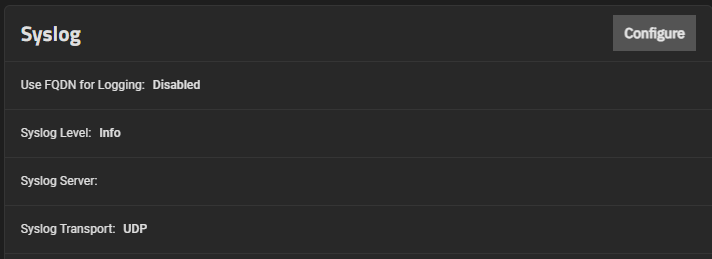 Syslog
Configure
Use FQDN for Logging: Disabled
Syslog Level: Info
Syslog Server:
Syslog Transport: UDP